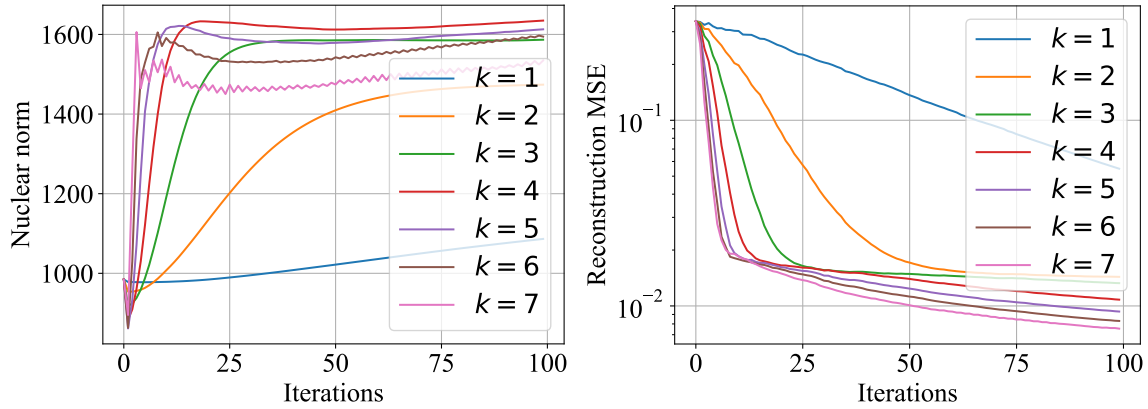 1600
1400
1200
1000
Nuclear norm
0
25
50
75
100
Iterations
k = 1
k = 2
k = 3
k = 4
k = 5
k = 6
k = 7
10⁻¹
10⁻²
Reconstruction MSE
0
25
50
75
100
Iterations
k = 1
k = 2
k = 3
k = 4
k = 5
k = 6
k = 7